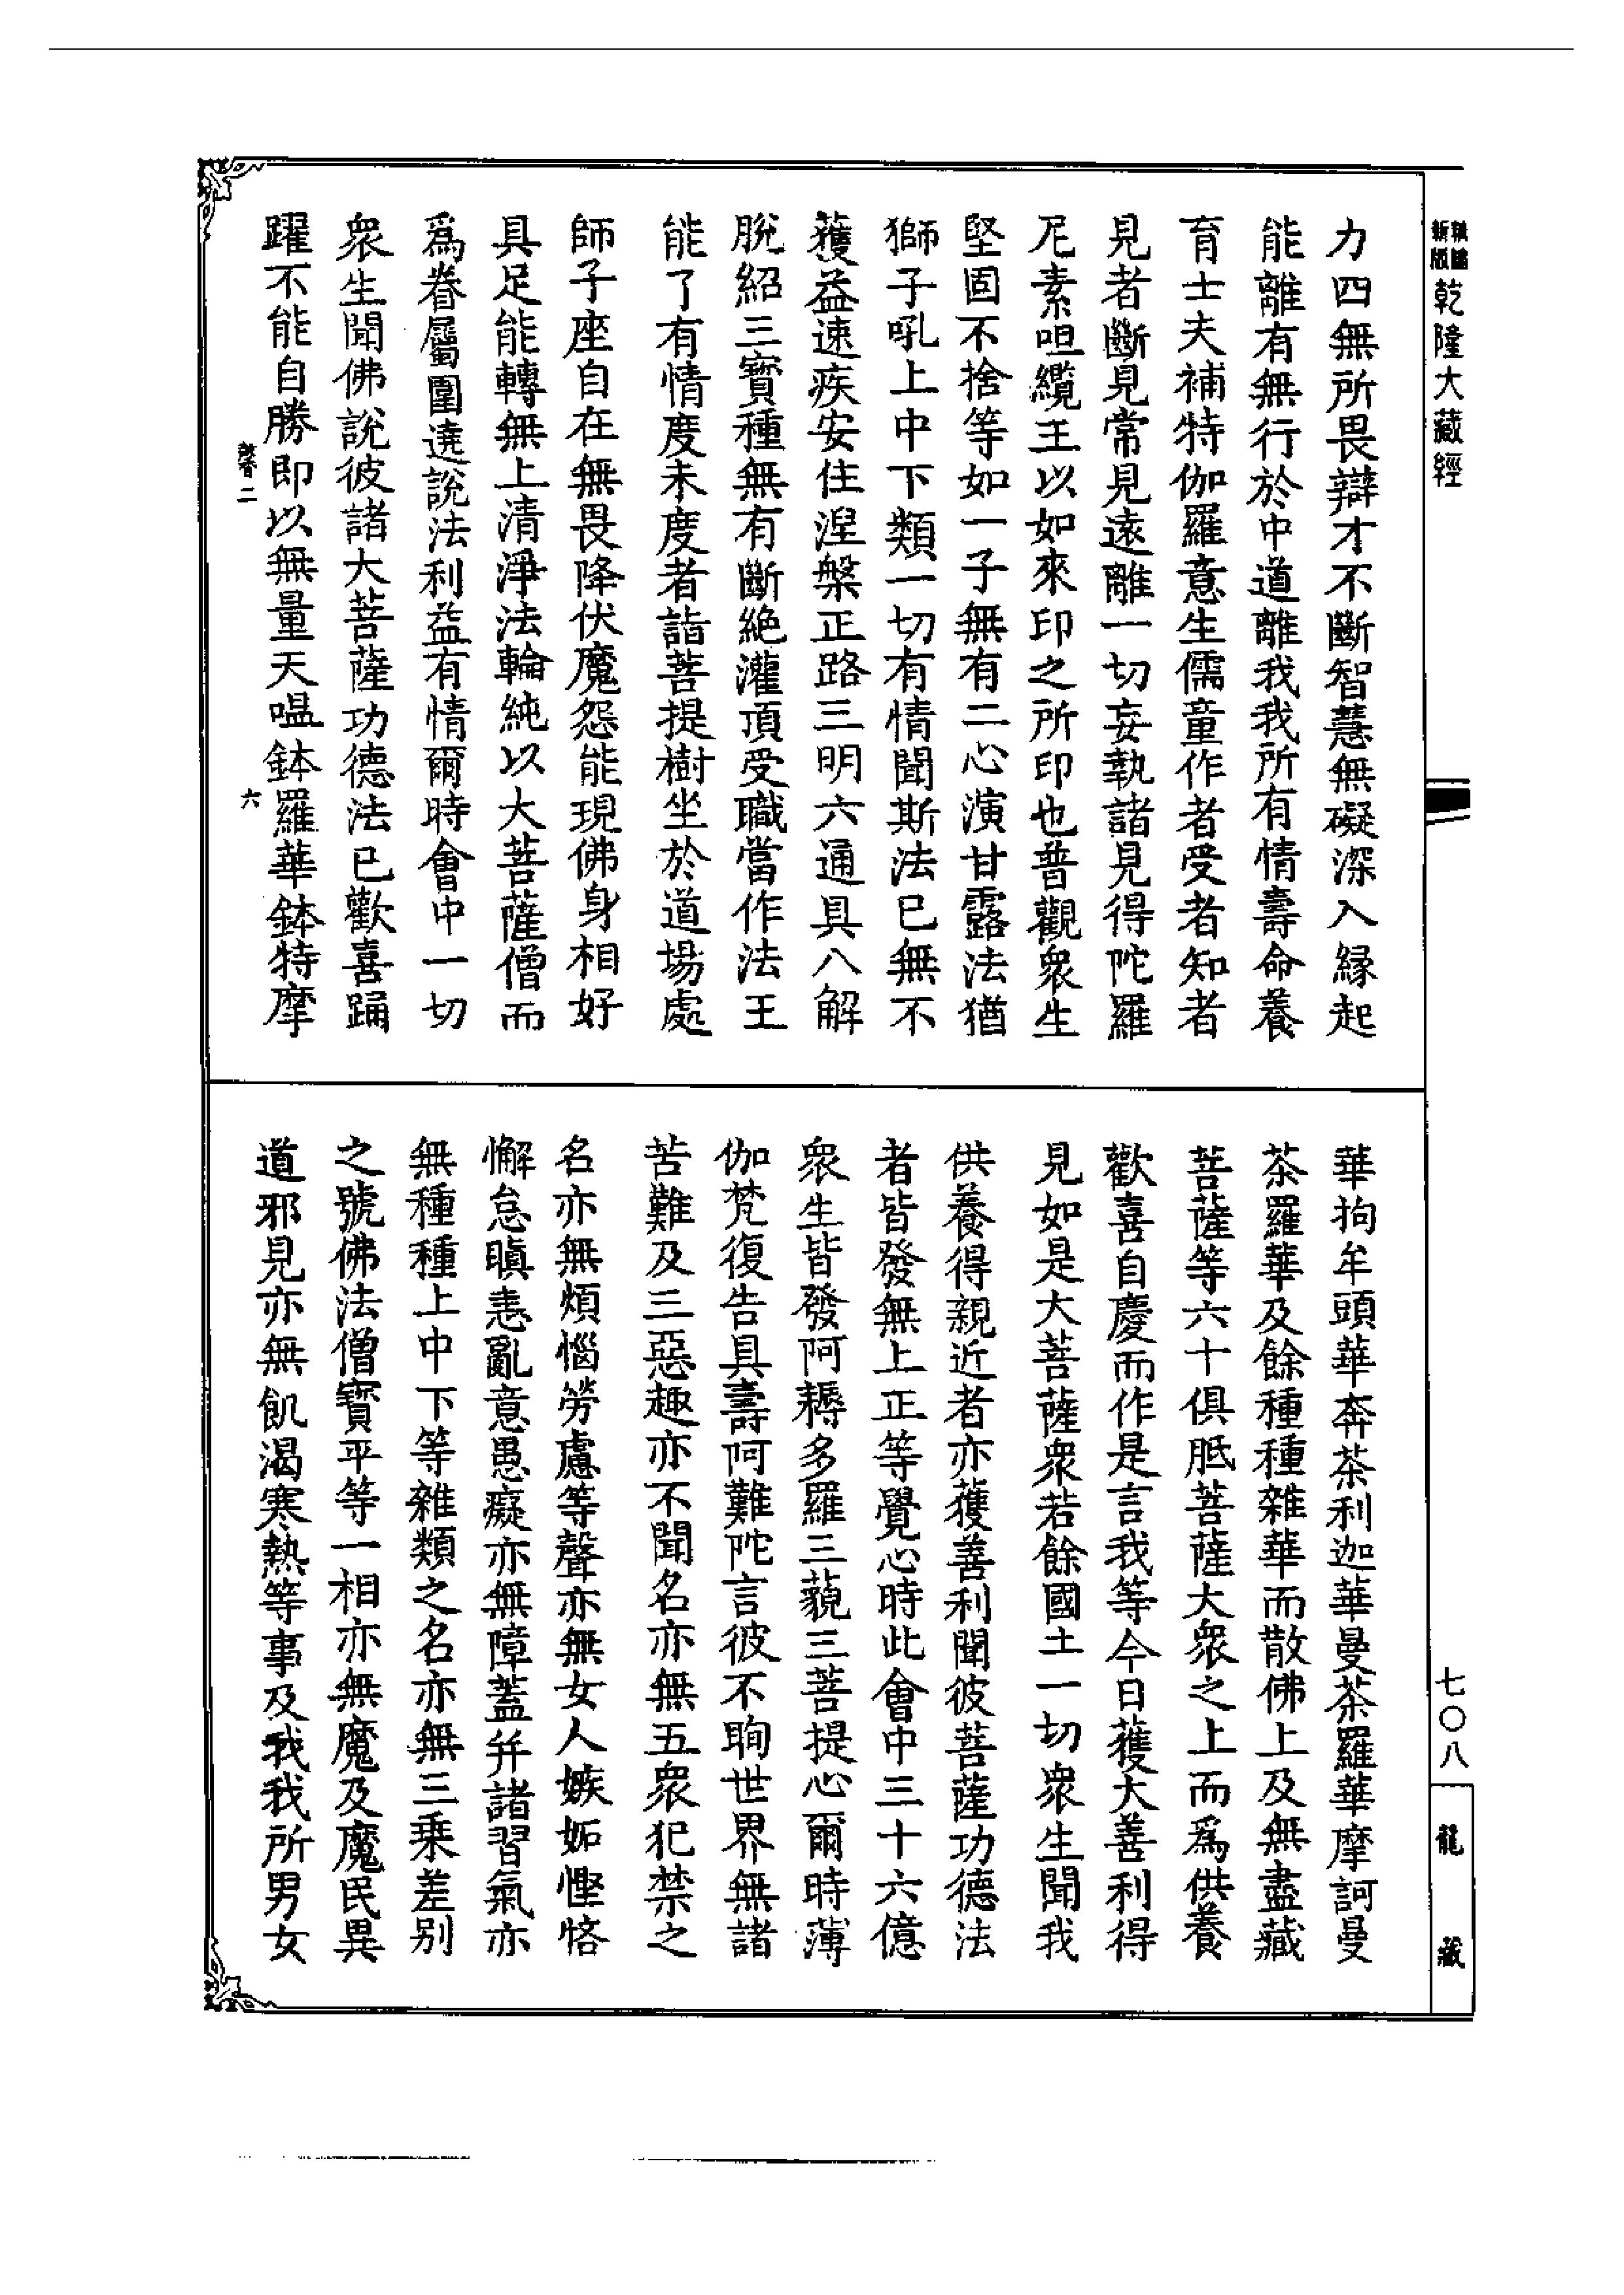 新版
乾隆大藏經
七〇八
龍藏
力四無所畏辯才不斷智慧無礙深入緣起
能離有無行於中道離我我所有情壽命養
育士夫補特伽羅意生儒童作者受者知者
見者斷見常見遠離一切妄執諸見得陀羅
尼素呾纜王以如來印之所印也普觀衆生
堅固不捨等如一子無有二心演甘露法猶
獅子吼上中下類一切有情聞斯法已無不
獲益速疾安住涅槃正路三明六通具八解
脫紹三寶種無有斷絕灌頂受職當作法王
能了有情度未度者詣菩提樹坐於道場處
師子座自在無畏降伏魔怨能現佛身相好
具足能轉無上清淨法輪純以大菩薩僧而
爲眷屬圍遶說法利益有情爾時會中一切
衆生聞佛說彼諸大菩薩功德法已歡喜踊
躍不能自勝即以無量天嗢鉢羅華鉢特摩
磬二
六
華拘牟頭華奔茶利迦華曼茶羅華摩訶曼
茶羅華及餘種種雜華而散佛上及無盡藏
菩薩等六十俱胝菩薩大衆之上而爲供養
歡喜自慶而作是言我等今日獲大善利得
見如是大菩薩衆若餘國土一切衆生聞我
供養得親近者亦獲善利聞彼菩薩功德法
者皆發無上正等覺心時此會中三十六億
衆生皆發阿耨多羅三藐三菩提心爾時薄
伽梵復告具壽阿難陀言彼不眴世界無諸
苦難及三惡趣亦不聞名亦無五衆犯禁之
名亦無煩惱勞慮等聲亦無女人嫉妬慳悋
懈怠瞋恚亂意愚癡亦無障蓋幷諸習氣亦
無種種上中下等雜類之名亦無三乘差別
之號佛法僧寶平等一相亦無魔及魔民異
道邪見亦無飢渴寒熱等事及我我所男女